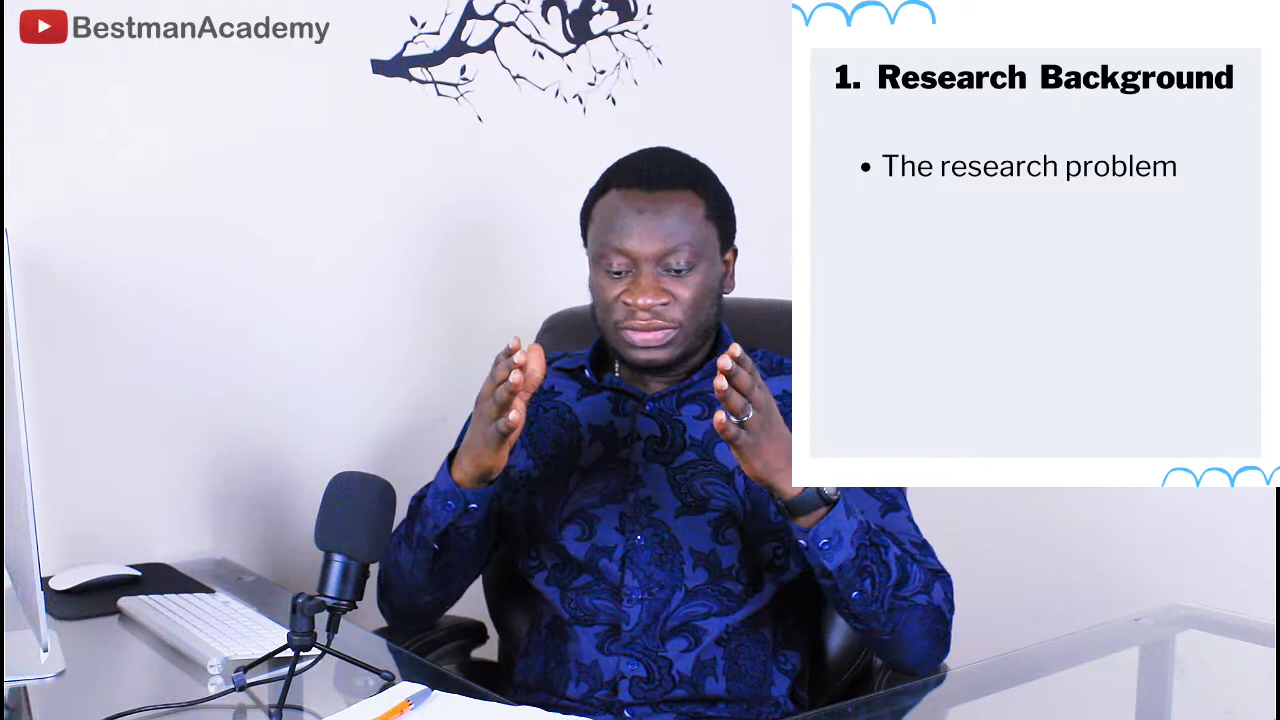 BestmanAcademy
1. Research Background
• The research problem